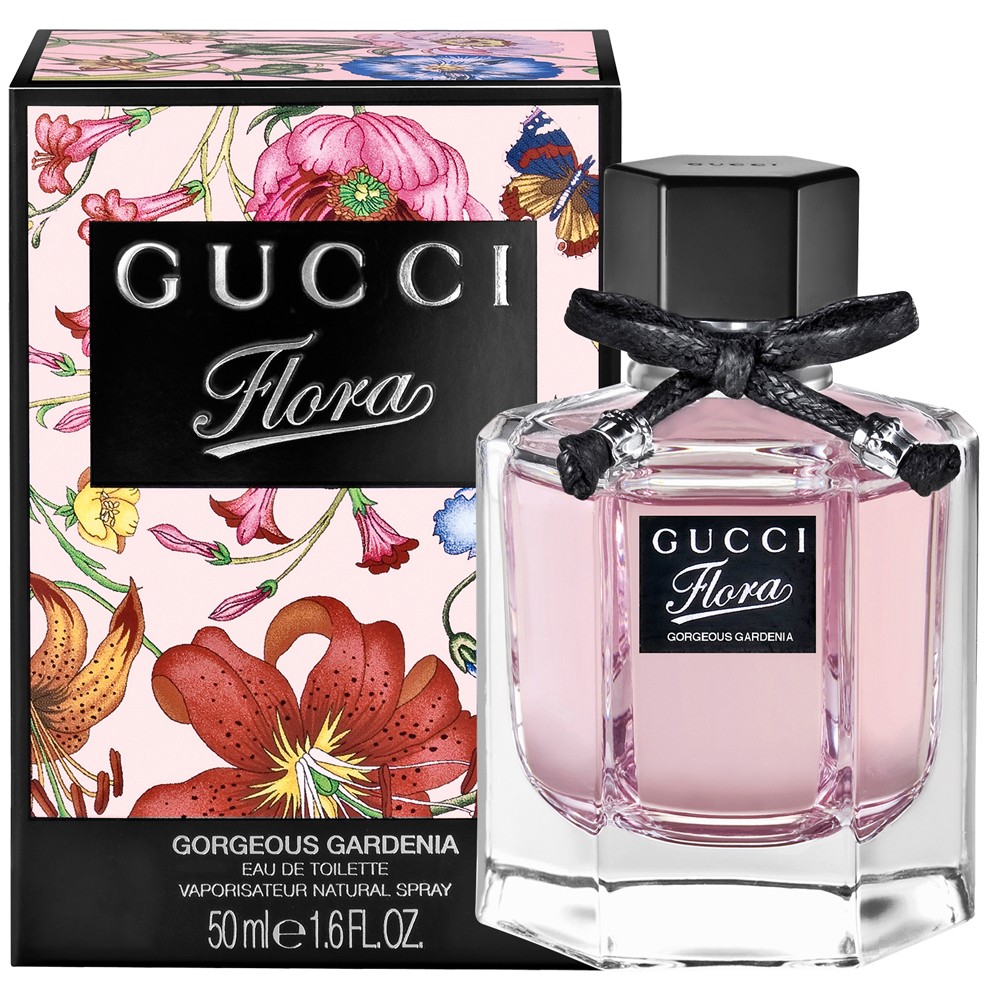 GUCCI
Flora
GORGEOUS GARDENIA
EAU DE TOILETTE
VAPORISATEUR NATURAL SPRAY
50 ml e 1.6 FL.OZ.
GUCCI
GUCCI
Flora
GORGEOUS GARDENIA